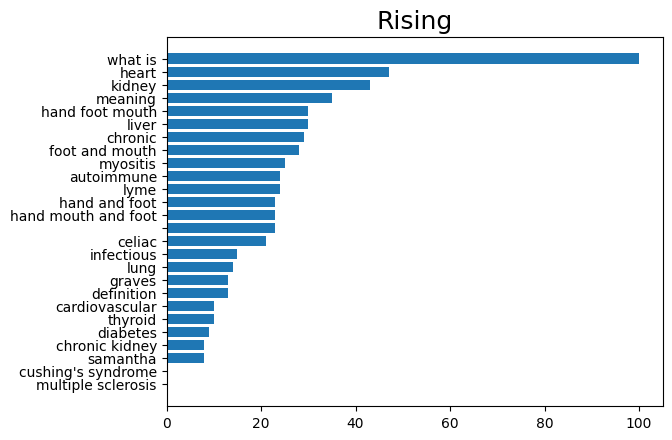 Rising
what is
heart
kidney
meaning
hand foot mouth
liver
chronic
foot and mouth
myositis
autoimmune
lyme
hand and foot
hand mouth and foot
celiac
infectious
lung
graves
definition
cardiovascular
thyroid
diabetes
chronic kidney
samantha
cushing's syndrome
multiple sclerosis
0 20 40 60 80 100